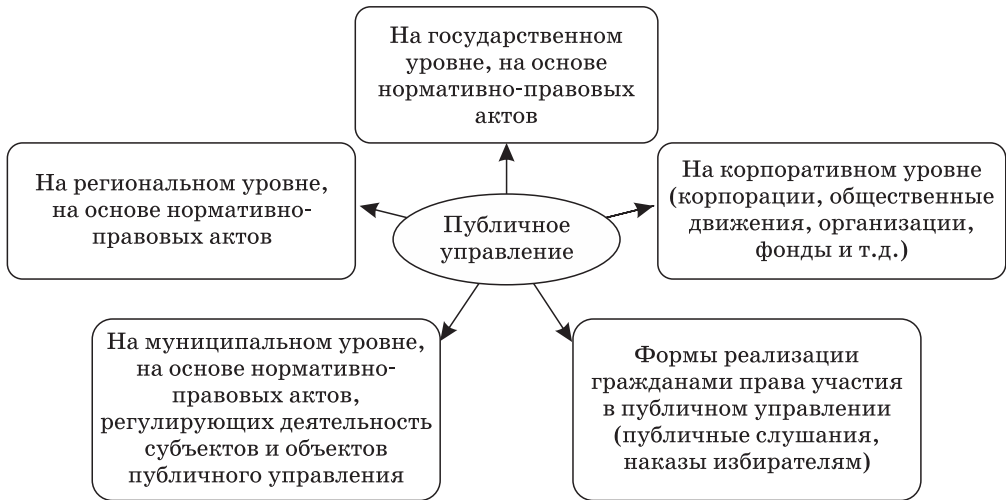 На государственном
уровне, на основе
нормативно-правовых
актов
На региональном уровне,
на основе нормативно-
правовых актов
Публичное
управление
На корпоративном уровне
(корпорации, общественные
движения, организации,
фонды и т.д.)
На муниципальном уровне,
на основе нормативно-
правовых актов,
регулирующих деятельность
субъектов и объектов
публичного управления
Формы реализации
гражданами права участия
в публичном управлении
(публичные слушания,
наказы избирателям)